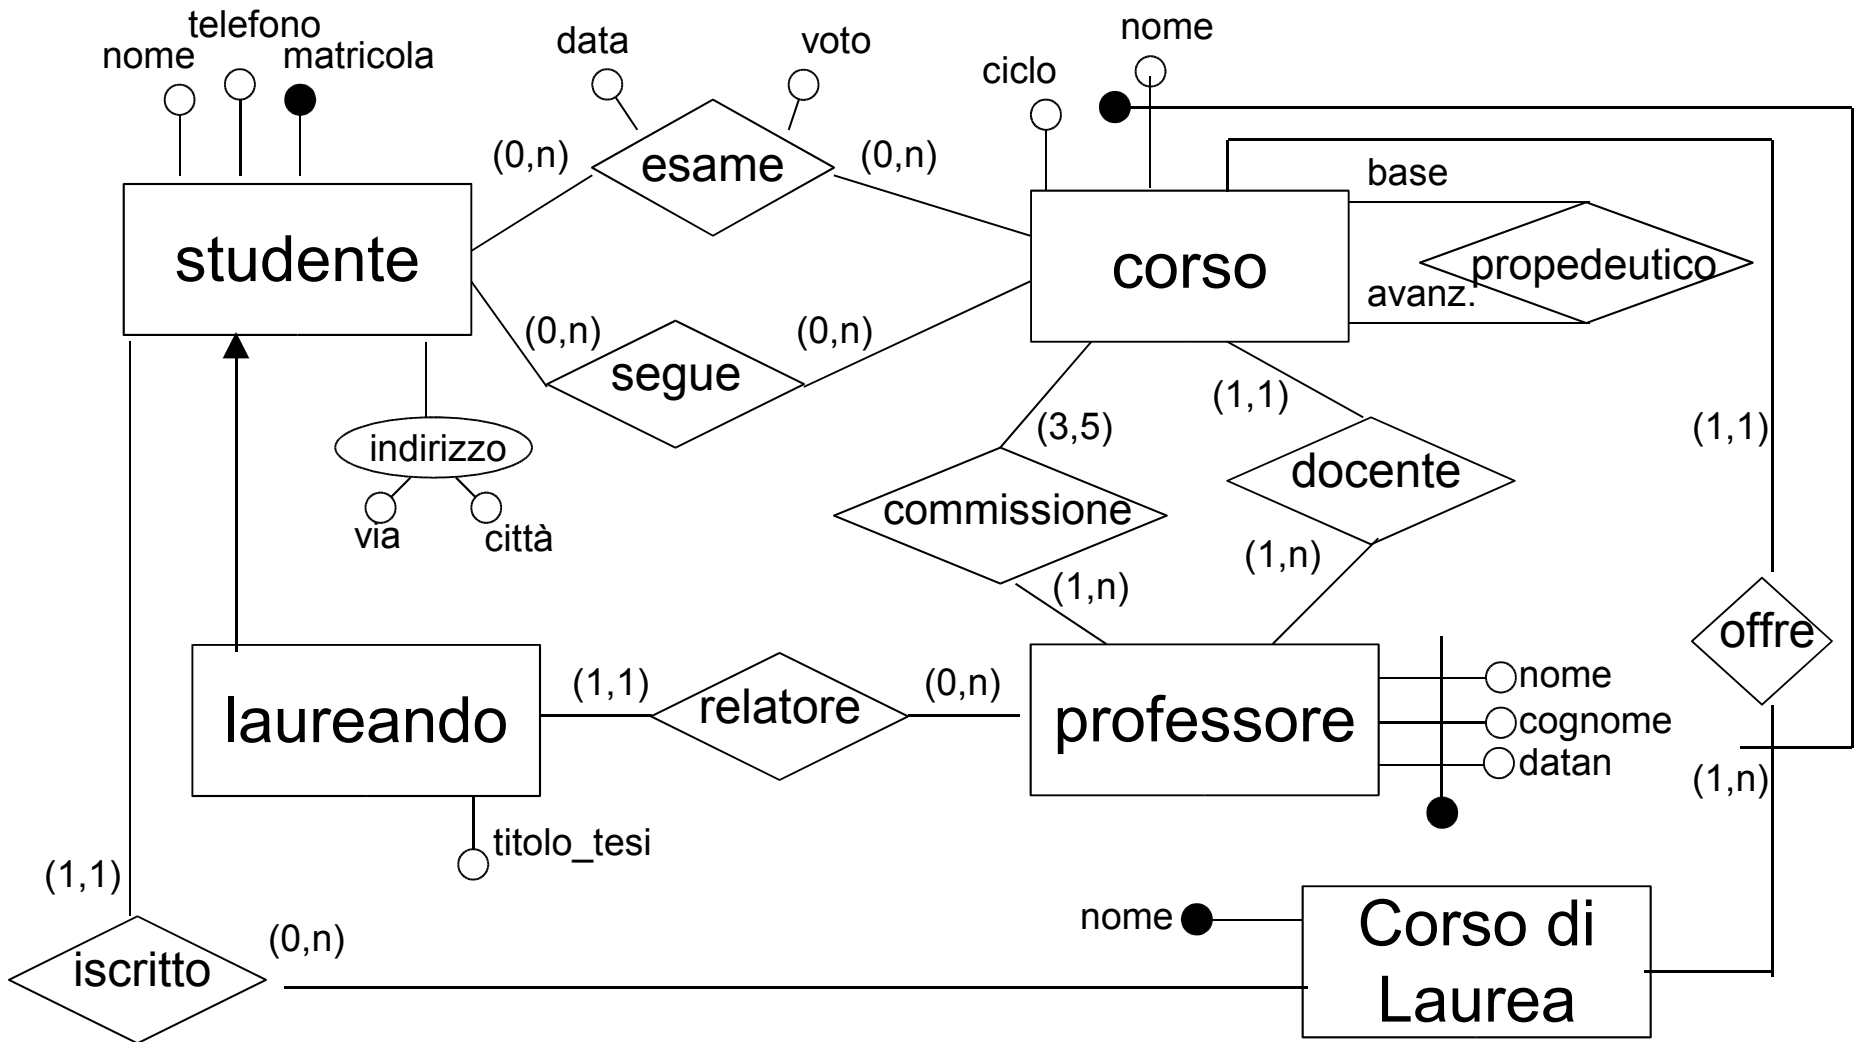 telefono
nome
matricola
data
voto
nome
ciclo
(0,n)
esame
(0,n)
base
studente
corso
propedeutico
avanz.
(0,n)
segue
(0,n)
(1,1)
(3,5)
(1,1)
indirizzo
docente
commissione
via
città
(1,n)
(1,n)
offre
(1,1)
relatore
(0,n)
laureando
professore
nome
cognome
datan
(1,n)
titolo_tesi
(1,1)
nome
Corso di
Laurea
(0,n)
iscritto